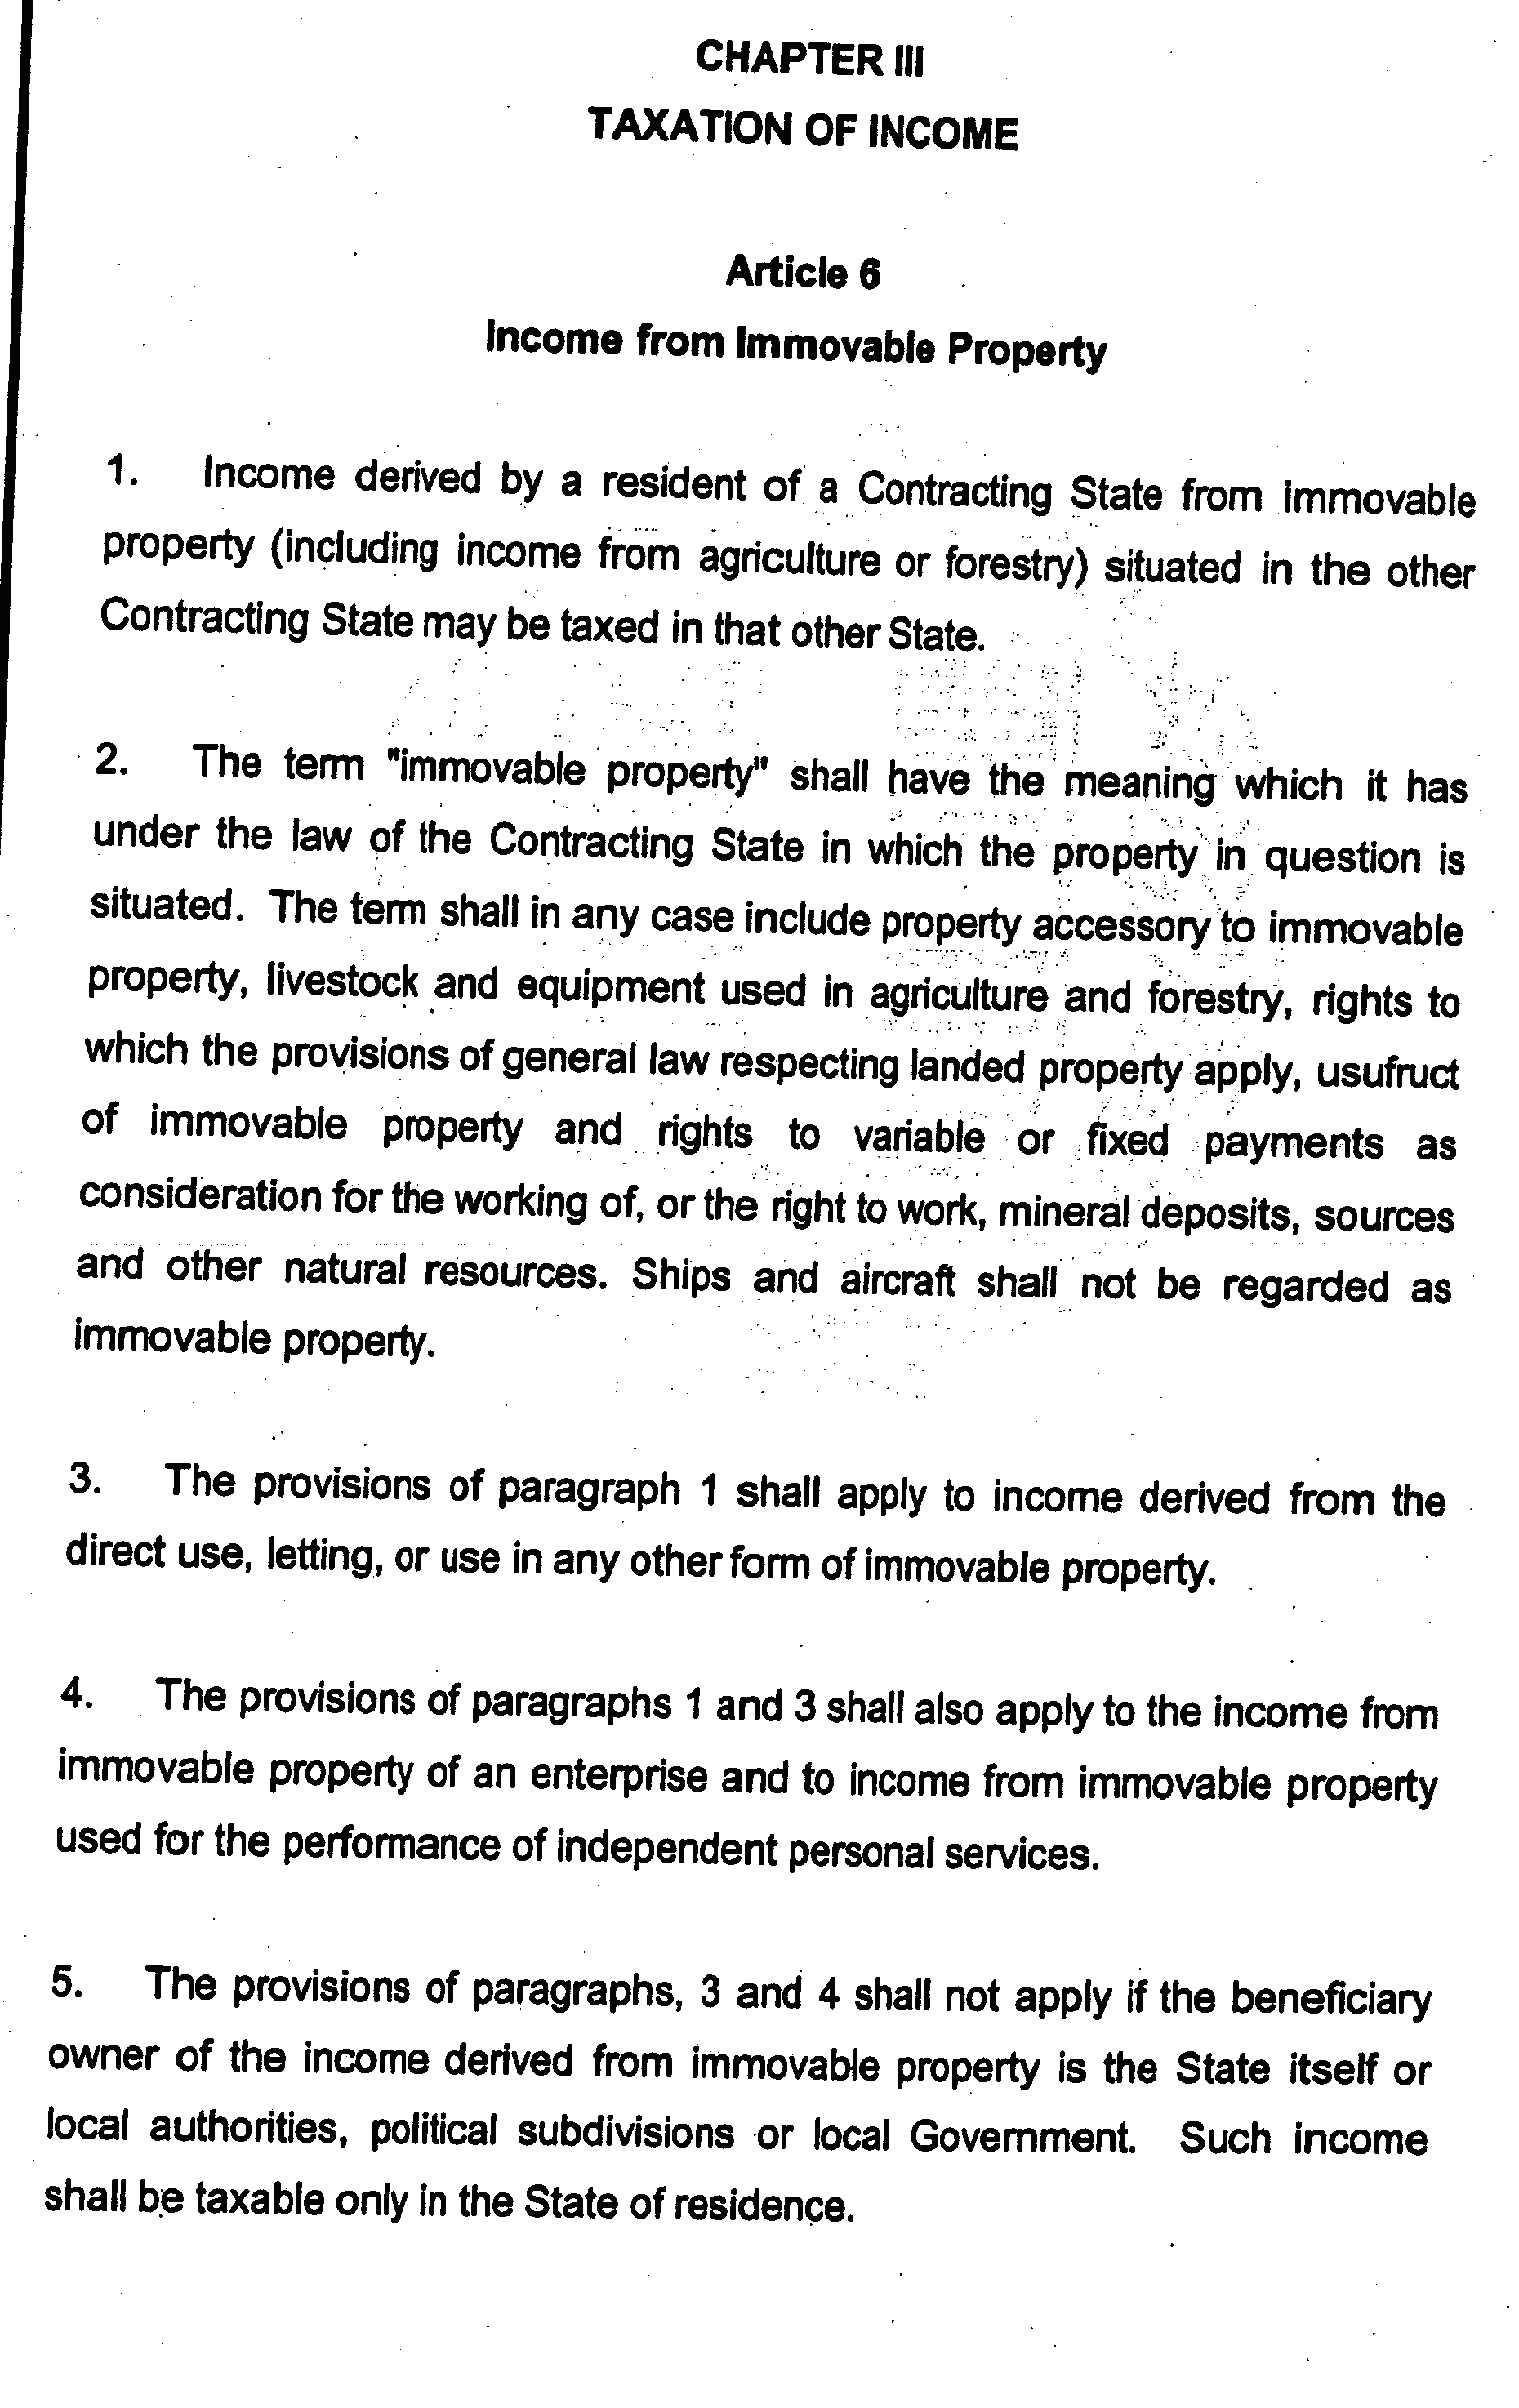 CHAPTER III
TAXATION OF INCOME
Article 6
Income from Immovable Property
1. Income derived by a resident of a Contracting State from immovable
property (including income from agriculture or forestry) situated in the other
Contracting State may be taxed in that other State.
2. The term "immovable property" shall have the meaning which it has
under the law of the Contracting State in which the property in question is
situated. The term shall in any case include property accessory to immovable
property, livestock and equipment used in agriculture and forestry, rights to
which the provisions of general law respecting landed property apply, usufruct
of immovable property and rights to variable or fixed payments as
consideration for the working of, or the right to work, mineral deposits, sources
and other natural resources. Ships and aircraft shall not be regarded as
immovable property.
3. The provisions of paragraph 1 shall apply to income derived from the
direct use, letting, or use in any other form of immovable property.
4. The provisions of paragraphs 1 and 3 shall also apply to the income from
immovable property of an enterprise and to income from immovable property
used for the performance of independent personal services.
5. The provisions of paragraphs, 3 and 4 shall not apply if the beneficiary
owner of the income derived from immovable property is the State itself or
local authorities, political subdivisions or local Government. Such income
shall be taxable only in the State of residence.